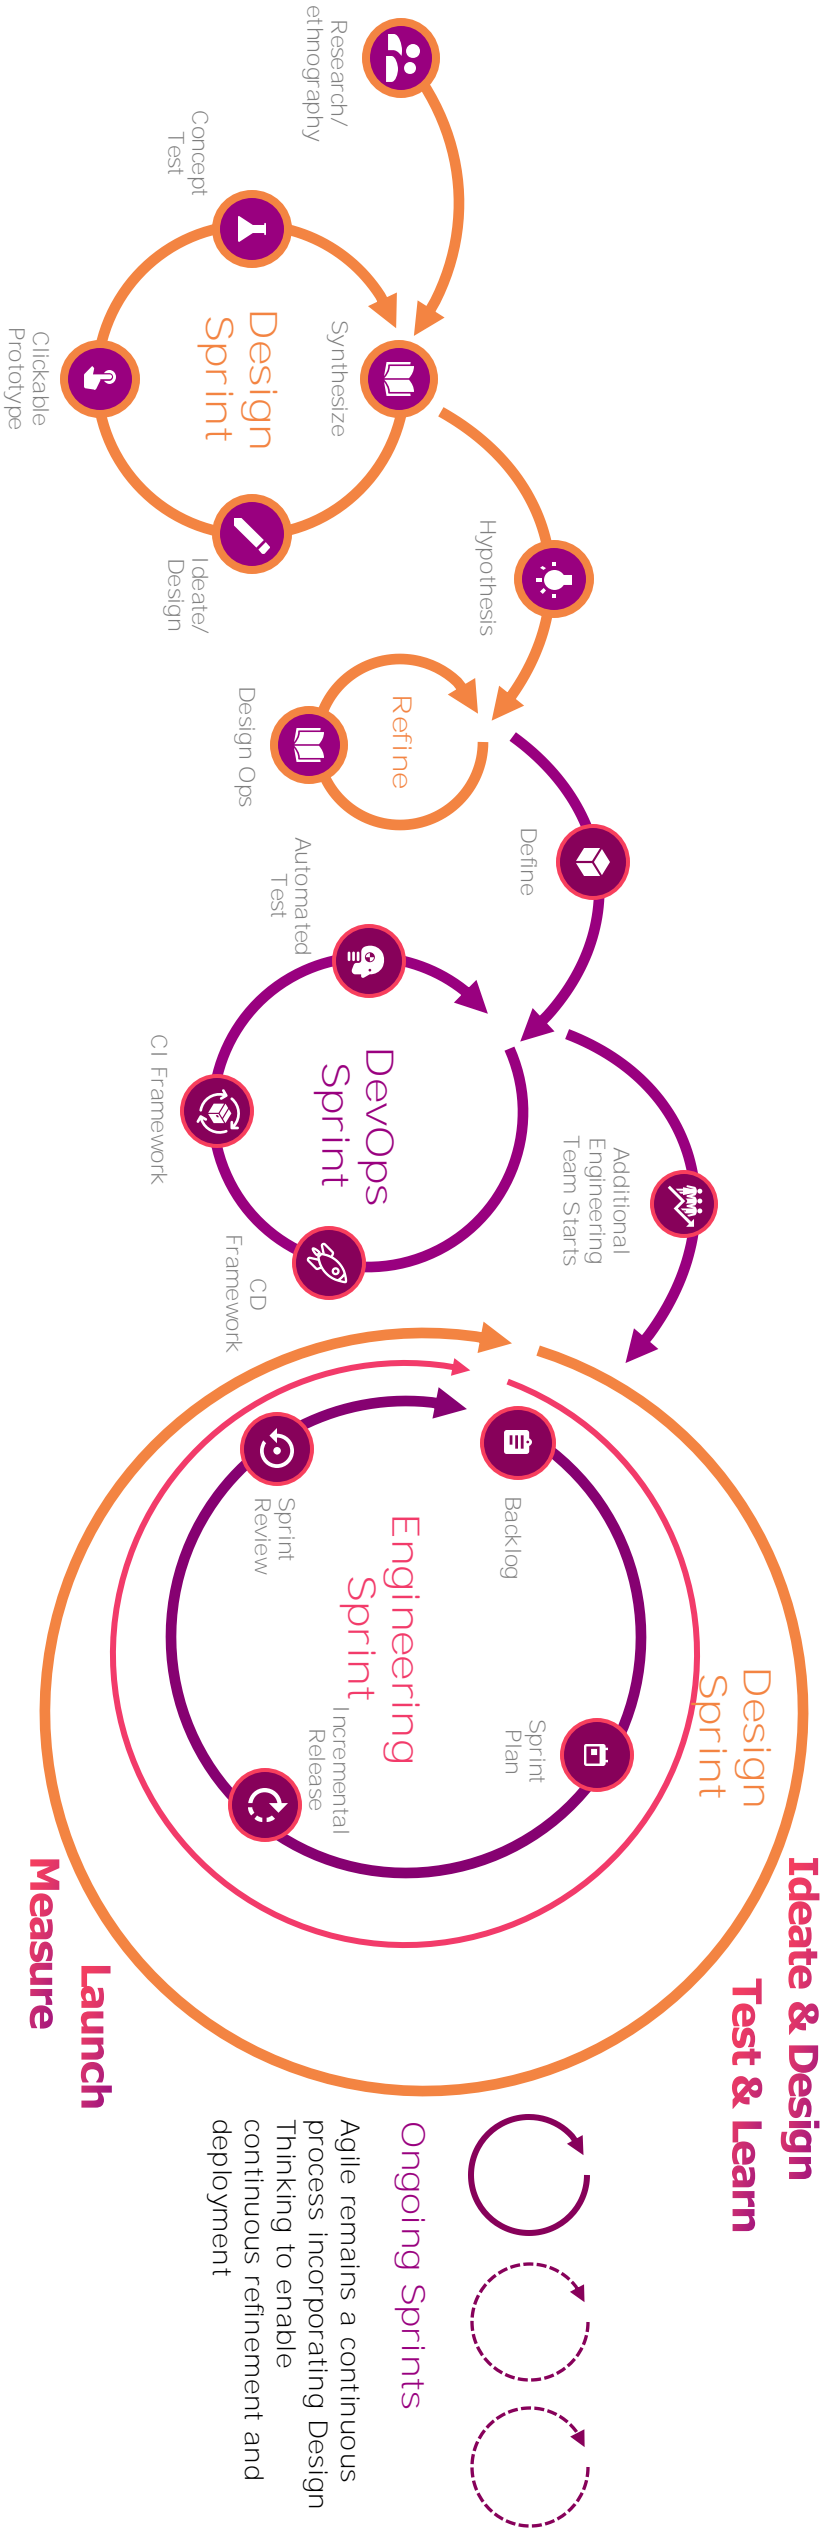 Research/
ethnography
Concept
Test
Synthesize
Design
Sprint
Clickable
Prototype
Ideate/
Design
Hypothesis
Refine
Design Ops
Define
Automated
Test
DevOps
Sprint
CI Framework
CD
Framework
Additional
Engineering
Team Starts
Backlog
Sprint
Review
Engineering
Sprint
Sprint
Plan
Incremental
Release
Design
Sprint
Ideate & Design
Test & Learn
Launch
Measure
Ongoing Sprints
Agile remains a continuous
process incorporating Design
Thinking to enable
continuous refinement and
deployment